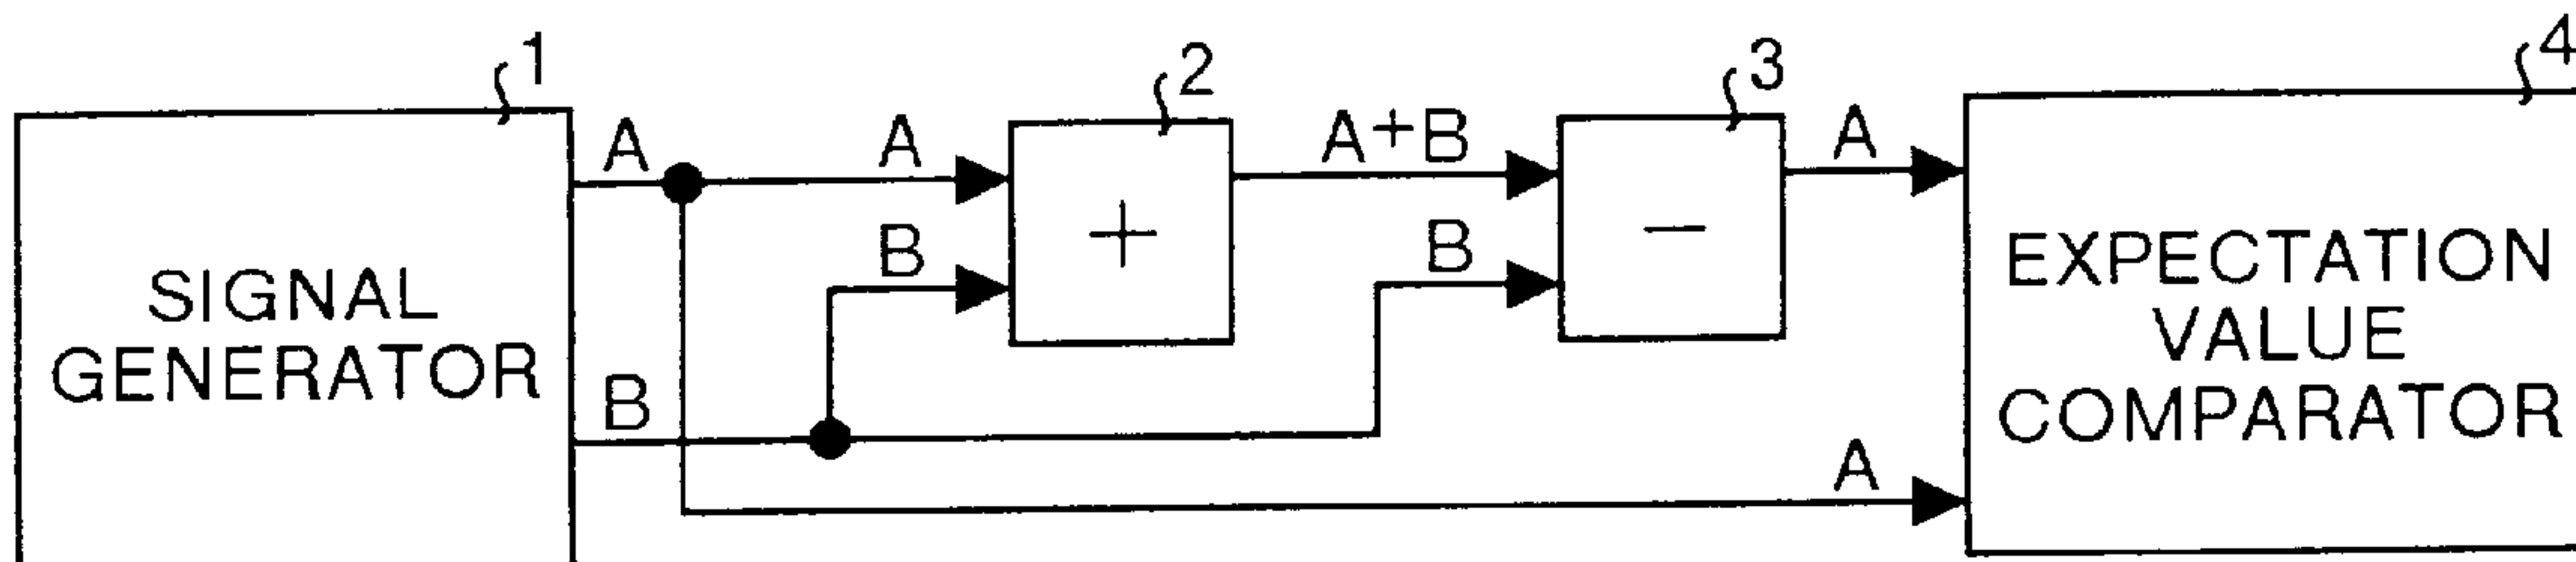 1
2
3
4
A
A
A+B
A
B
B
+
−
SIGNAL
GENERATOR
B
A
EXPECTATION
VALUE
COMPARATOR